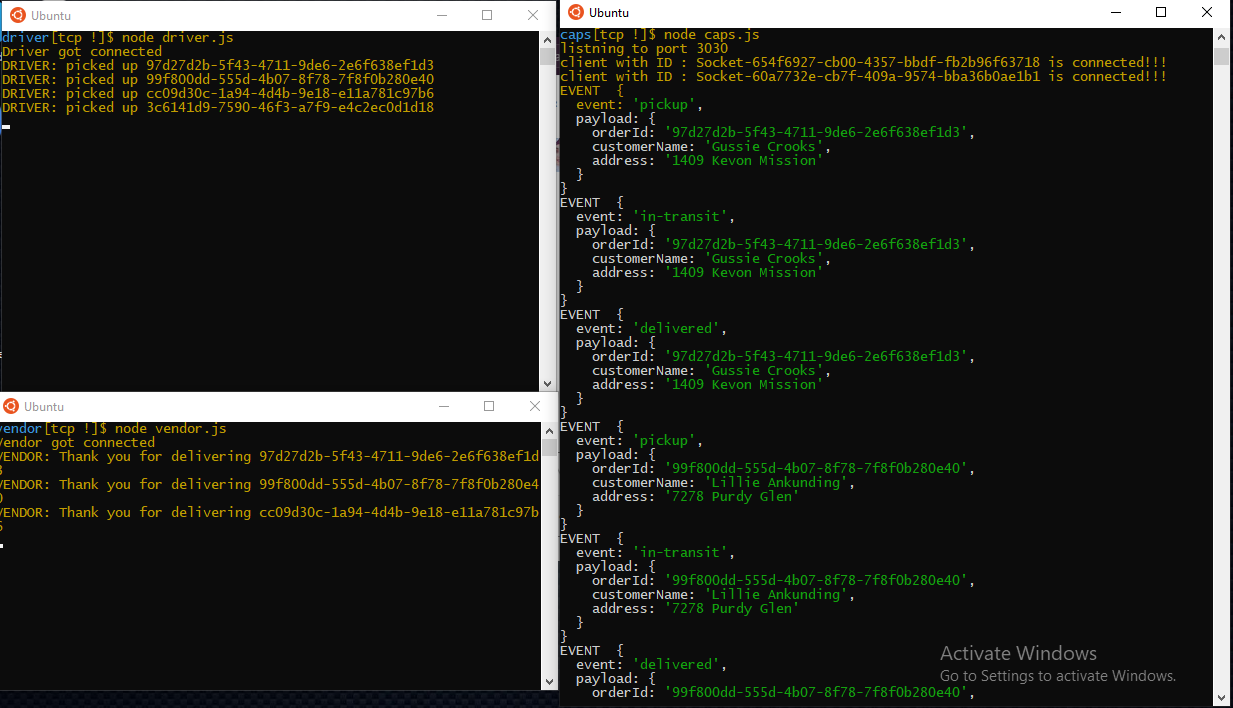 Ubuntu
driver[tcp !]$ node driver.js
Driver got connected
DRIVER: picked up 97d27d2b-5f43-4711-9de6-2e6f638ef1d3
DRIVER: picked up 99f800dd-555d-4b07-8f78-7f8f0b280e40
DRIVER: picked up cc09d30c-1a94-4d4b-9e18-e11a781c97b6
DRIVER: picked up 3c6141d9-7590-46f3-a7f9-e4c2ec0d1d18
Ubuntu
vendor[tcp !]$ node vendor.js
Vendor got connected
VENDOR: Thank you for delivering 97d27d2b-5f43-4711-9de6-2e6f638ef1d
3
VENDOR: Thank you for delivering 99f800dd-555d-4b07-8f78-7f8f0b280e4
0
VENDOR: Thank you for delivering cc09d30c-1a94-4d4b-9e18-e11a781c97b
6
Ubuntu
caps[tcp !]$ node caps.js
listning to port 3030
client with ID : Socket-654f6927-cb00-4357-bbdf-fb2b96f63718 is connected!!!
client with ID : Socket-60a7732e-cb7f-409a-9574-bba36b0ae1b1 is connected!!!
EVENT  {
  event: 'pickup',
  payload: {
    orderId: '97d27d2b-5f43-4711-9de6-2e6f638ef1d3',
    customerName: 'Gussie Crooks',
    address: '1409 Kevon Mission'
  }
}
EVENT  {
  event: 'in-transit',
  payload: {
    orderId: '97d27d2b-5f43-4711-9de6-2e6f638ef1d3',
    customerName: 'Gussie Crooks',
    address: '1409 Kevon Mission'
  }
}
EVENT  {
  event: 'delivered',
  payload: {
    orderId: '97d27d2b-5f43-4711-9de6-2e6f638ef1d3',
    customerName: 'Gussie Crooks',
    address: '1409 Kevon Mission'
  }
}
EVENT  {
  event: 'pickup',
  payload: {
    orderId: '99f800dd-555d-4b07-8f78-7f8f0b280e40',
    customerName: 'Lillie Ankunding',
    address: '7278 Purdy Glen'
  }
}
EVENT  {
  event: 'in-transit',
  payload: {
    orderId: '99f800dd-555d-4b07-8f78-7f8f0b280e40',
    customerName: 'Lillie Ankunding',
    address: '7278 Purdy Glen'
  }
}
EVENT  {
  event: 'delivered',
  payload: {
    orderId: '99f800dd-555d-4b07-8f78-7f8f0b280e40',
Activate Windows
Go to Settings to activate Windows.